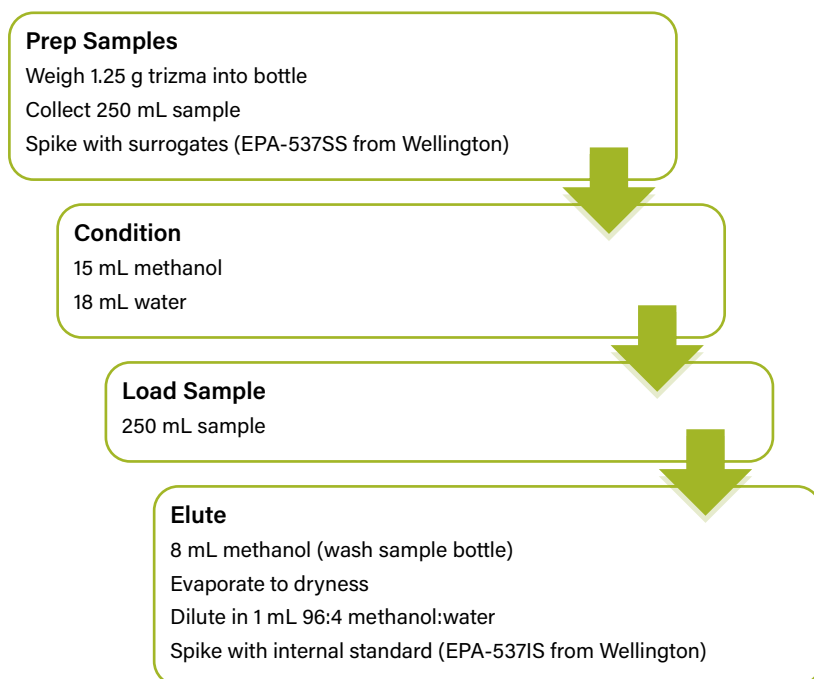 Prep Samples
Weigh 1.25 g trizma into bottle
Collect 250 mL sample
Spike with surrogates (EPA-537SS from Wellington)
Condition
15 mL methanol
18 mL water
Load Sample
250 mL sample
Elute
8 mL methanol (wash sample bottle)
Evaporate to dryness
Dilute in 1 mL 96:4 methanol:water
Spike with internal standard (EPA-537IS from Wellington)